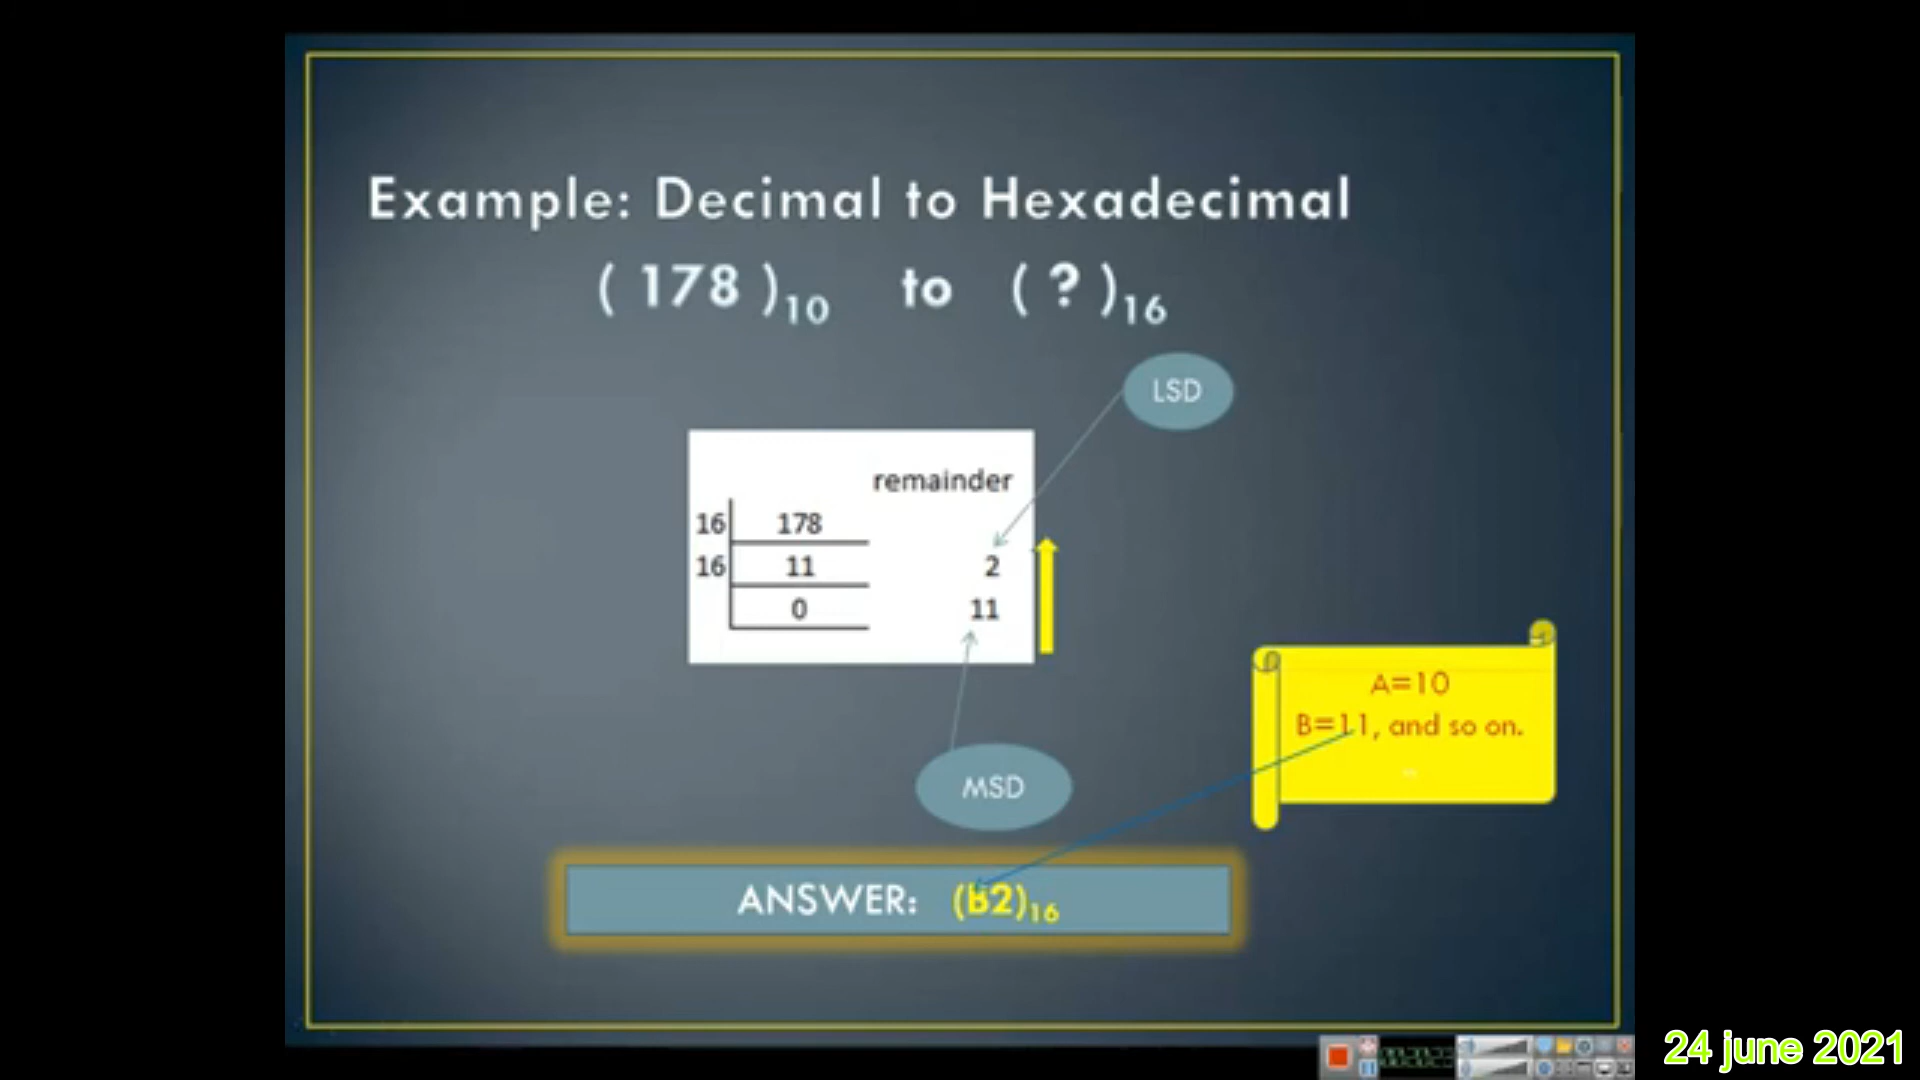 Example: Decimal to Hexadecimal
( 178 )10 to ( ? )16
LSD
remainder
16 178
16 11 2
0 11
A=10
B=11, and so on.
MSD
ANSWER: (B2)16
24 june 2021